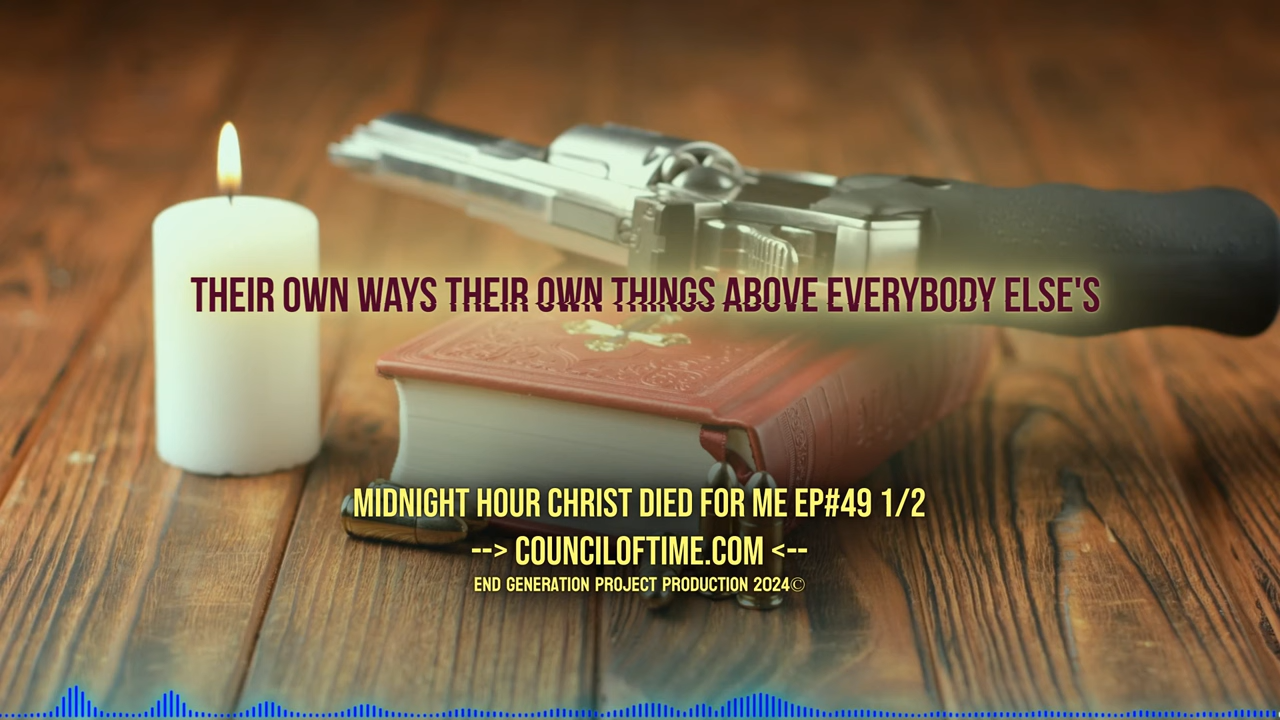 THEIR OWN WAYS THEIR OWN THINGS ABOVE EVERYBODY ELSE'S
MIDNIGHT HOUR CHRIST DIED FOR ME EP#49 1/2
--> COUNCILOFTIME.COM <--
END GENERATION PROJECT PRODUCTION 2024©